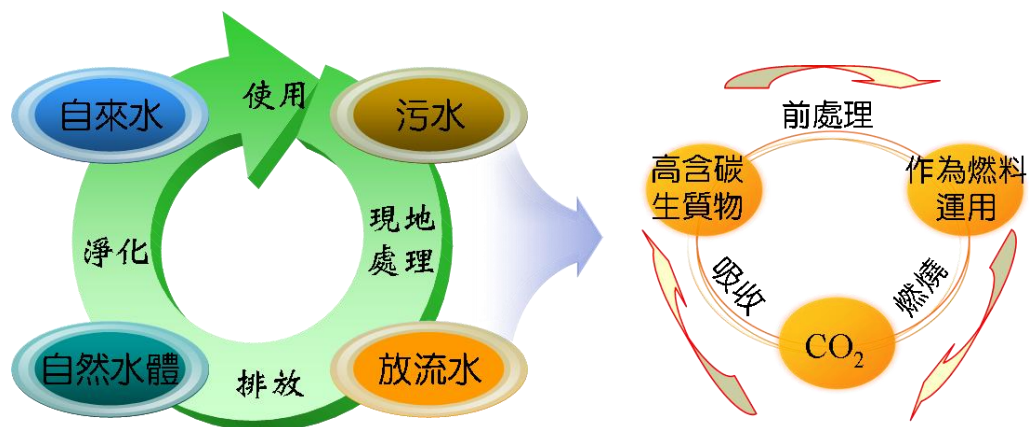 使用
自來水
污水
淨化
現地
處理
自然水體
排放
放流水
前處理
高含碳
生質物
作為燃料
運用
吸收
燃燒
CO₂